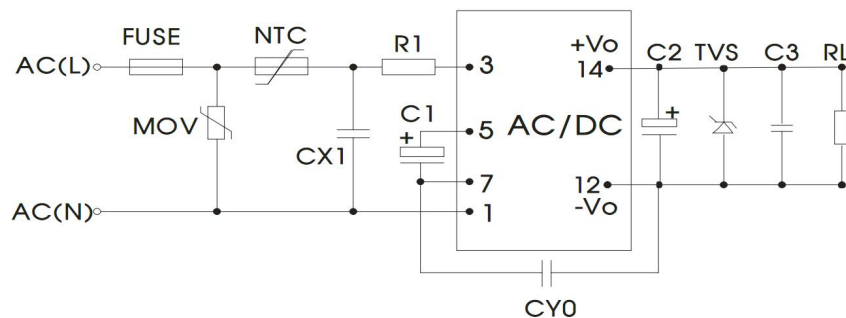 FUSE
NTC
R1
+Vo
C2
TVS
C3
RL
AC(L)
3
14
MOV
C1
CX1
+
5
AC/DC
+
7
12
AC(N)
1
-Vo
CY0